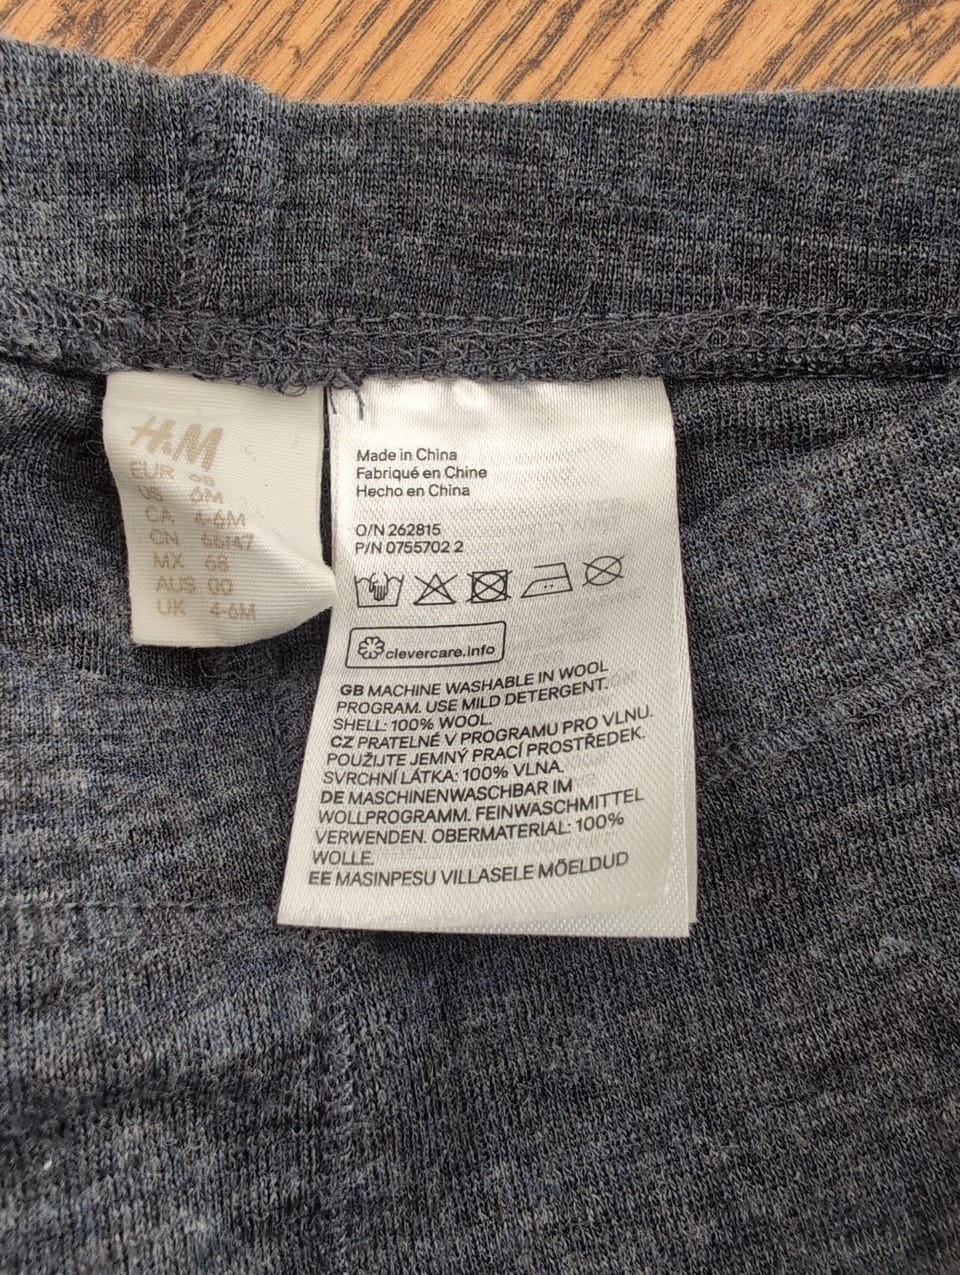 H&M
EUR 68
US 6M
CA 4-6M
CN 66147
MX 68
AUS 00
UK 4-6M
Made in China
Fabriqué en Chine
Hecho en China
O/N 262815
P/N 0755702 2
clevercare.info
GB MACHINE WASHABLE IN WOOL
PROGRAM. USE MILD DETERGENT.
SHELL: 100% WOOL.
CZ PRATELNÉ V PROGRAMU PRO VLNU.
POUŽIJTE JEMNÝ PRACÍ PROSTŘEDEK.
SVRCHNÍ LÁTKA: 100% VLNA.
DE MASCHINENWASCHBAR IM
WOLLPROGRAMM. FEINWASCHMITTEL
VERWENDEN. OBERMATERIAL: 100%
WOLLE.
EE MASINPESU VILLASELE MÕELDUD